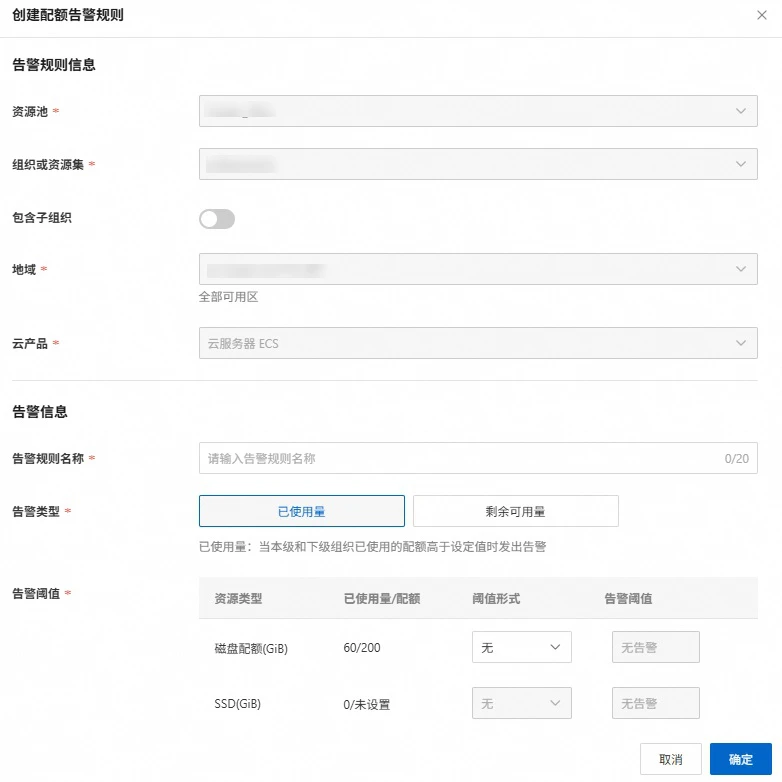 创建配额告警规则
告警规则信息
资源池 *
组织或资源集 *
包含子组织
地域 *
全部可用区
云产品 * 云服务器 ECS
告警信息
告警规则名称 * 请输入告警规则名称 0/20
告警类型 * 已使用量 剩余可用量
已使用量：当本级和下级组织已使用的配额高于设定值时发出告警
告警阈值 * 资源类型 已使用量/配额 阈值形式 告警阈值
磁盘配额(GiB) 60/200 无 无告警
SSD(GiB) 0/未设置 无 无告警
取消 确定